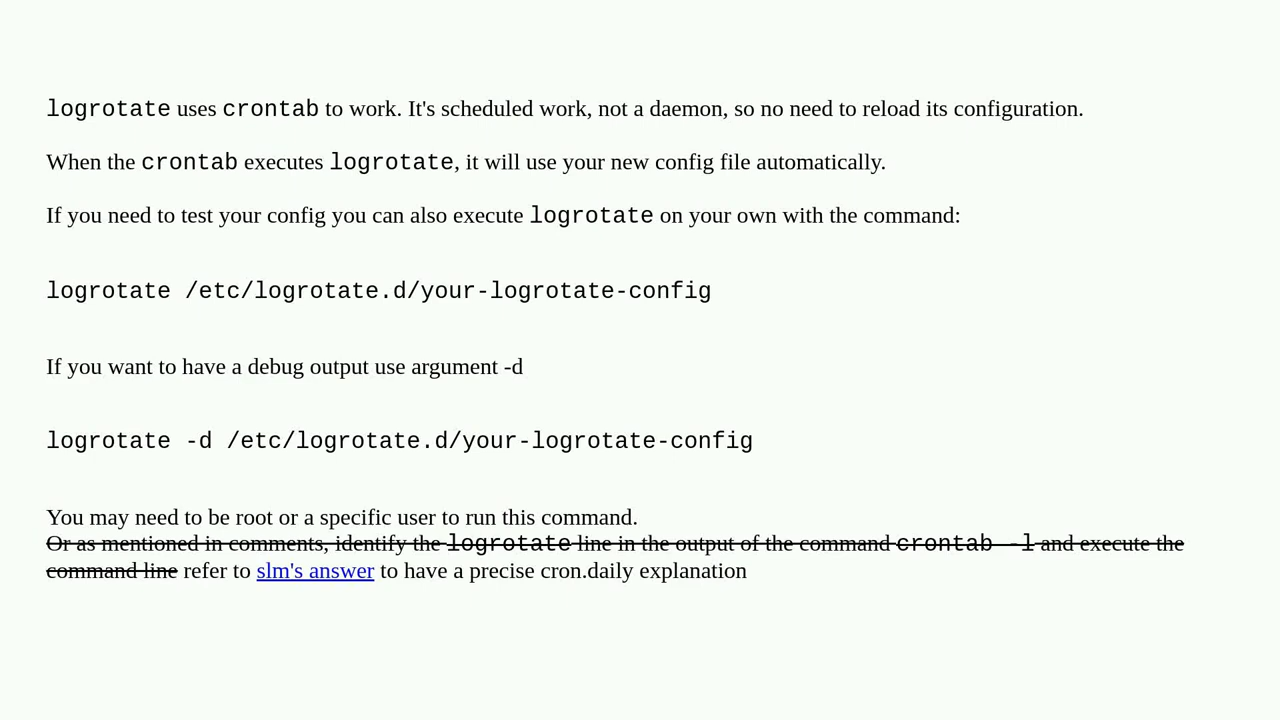 logrotate uses crontab to work. It's scheduled work, not a daemon, so no need to reload its configuration.
When the crontab executes logrotate, it will use your new config file automatically.
If you need to test your config you can also execute logrotate on your own with the command:
logrotate /etc/logrotate.d/your-logrotate-config
If you want to have a debug output use argument -d
logrotate -d /etc/logrotate.d/your-logrotate-config
You may need to be root or a specific user to run this command.
Or as mentioned in comments, identify the logrotate line in the output of the command crontab -l and execute the
command line refer to slm's answer to have a precise cron.daily explanation